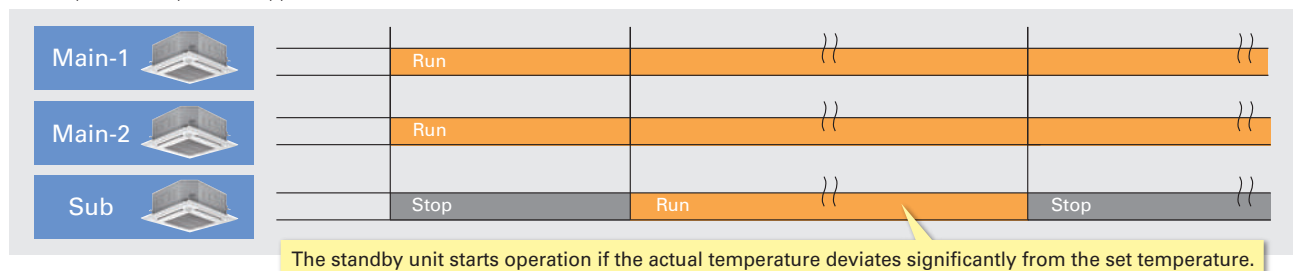 Main-1
Run
Main-2
Run
Sub
Stop
Run
Stop
The standby unit starts operation if the actual temperature deviates significantly from the set temperature.